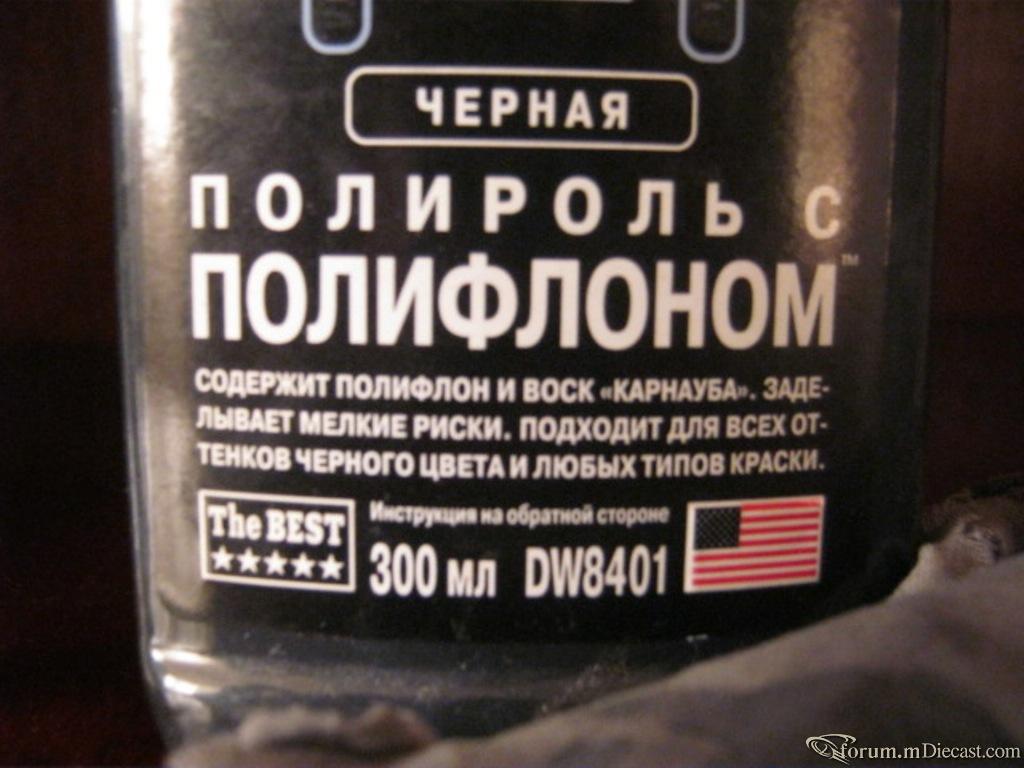 ЧЕРНАЯ
ПОЛИРОЛЬ С
ПОЛИФЛОНОМ™
СОДЕРЖИТ ПОЛИФЛОН И ВОСК «КАРНАУБА». ЗАДЕ-
ЛЫВАЕТ МЕЛКИЕ РИСКИ. ПОДХОДИТ ДЛЯ ВСЕХ ОТ-
ТЕНКОВ ЧЕРНОГО ЦВЕТА И ЛЮБЫХ ТИПОВ КРАСКИ.
The BEST
Инструкция на обратной стороне
300 мл DW8401
forum.mDiecast.com